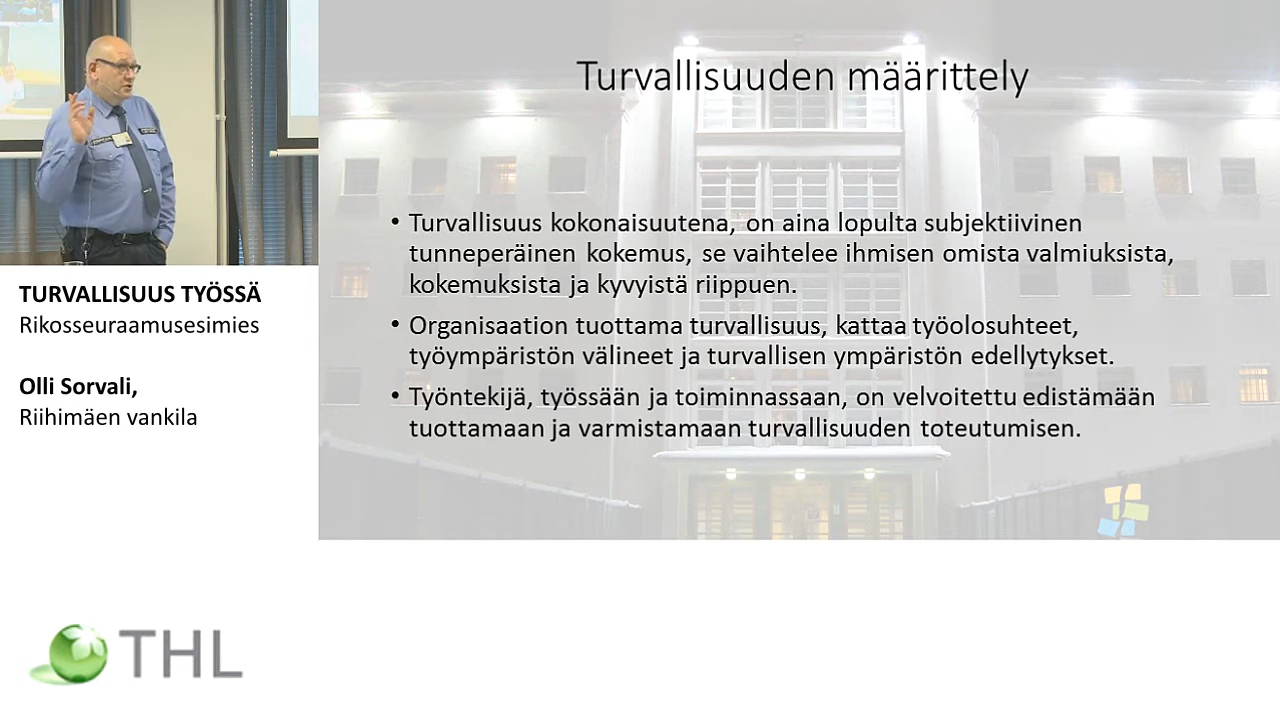 Turvallisuuden määrittely
• Turvallisuus kokonaisuutena, on aina lopulta subjektiivinen
tunneperäinen kokemus, se vaihtelee ihmisen omista valmiuksista,
kokemuksista ja kyvyistä riippuen.
• Organisaation tuottama turvallisuus, kattaa työolosuhteet,
työympäristön välineet ja turvallisen ympäristön edellytykset.
• Työntekijä, työssään ja toiminnassaan, on velvoitettu edistämään
tuottamaan ja varmistamaan turvallisuuden toteutumisen.
TURVALLISUUS TYÖSSÄ
Rikosseuraamusesimies
Olli Sorvali,
Riihimäen vankila
THL